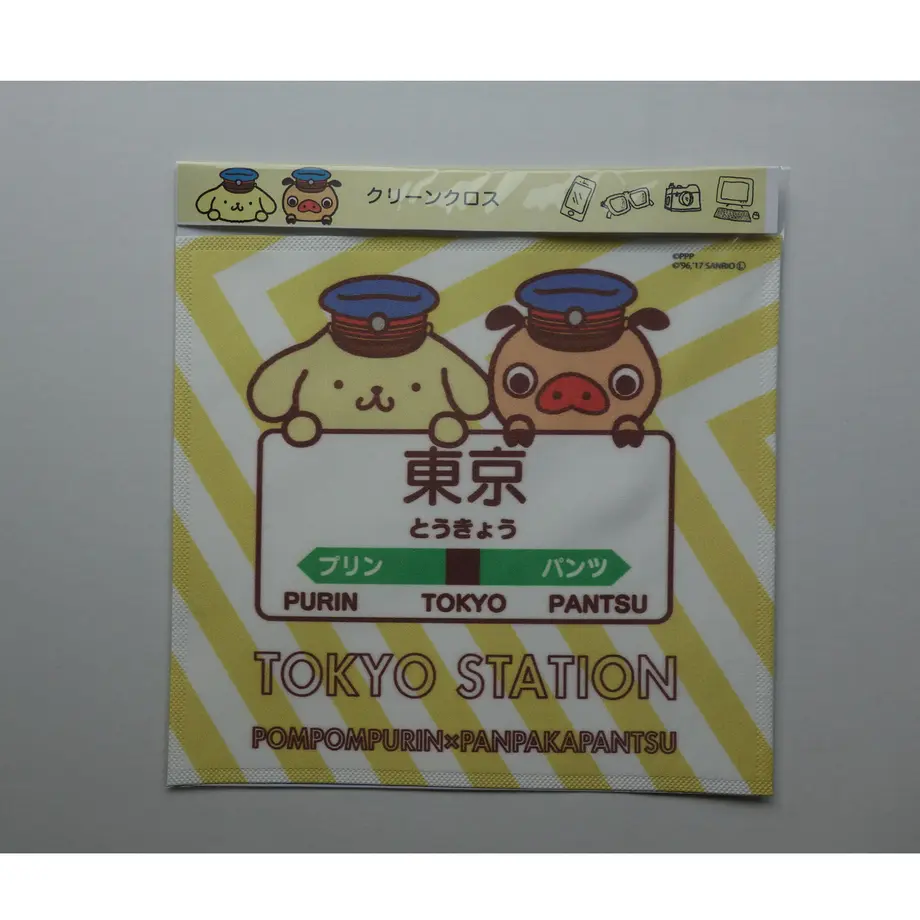 クリーンクロス
©PPP
©'96,'17 SANRIO Ⓛ
東京
とうきょう
プリン パンツ
PURIN TOKYO PANTSU
TOKYO STATION
POMPOMPURIN×PANPAKAPANTSU